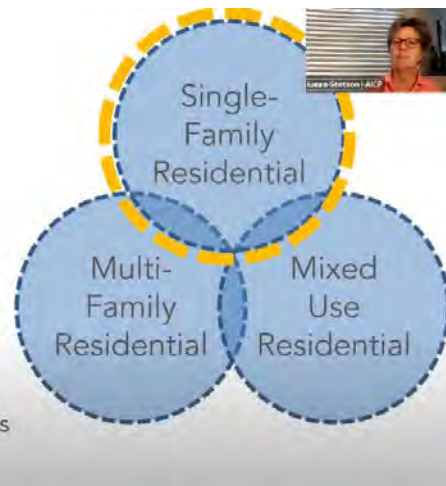 Laura Stetson | AICP
Single-
Family
Residential
Multi-
Family
Residential
Mixed
Use
Residential
s